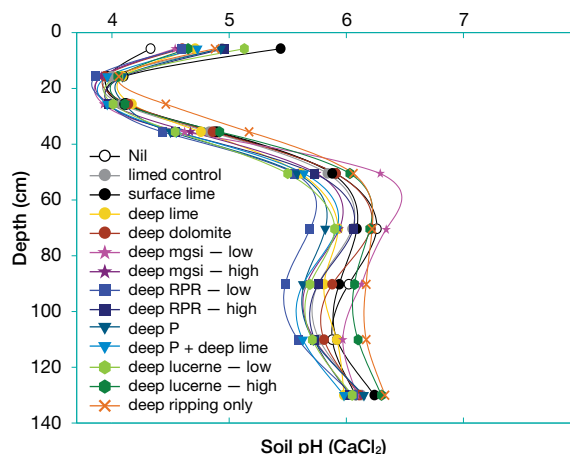 4 5 6 7
0
20
40
60
80
100
120
140
Depth (cm)
Nil
limed control
surface lime
deep lime
deep dolomite
deep mgsi – low
deep mgsi – high
deep RPR – low
deep RPR – high
deep P
deep P + deep lime
deep lucerne – low
deep lucerne – high
deep ripping only
Soil pH (CaCl₂)